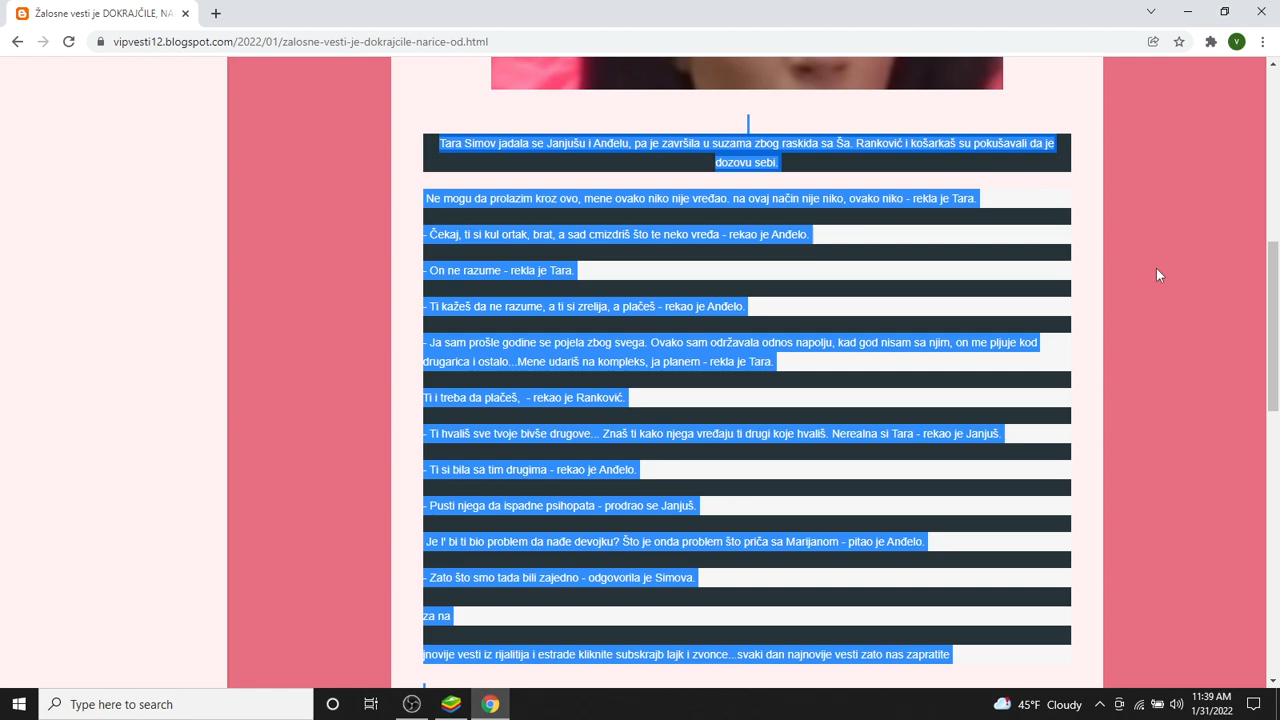 Žalosne vesti je DOKRAJČILE, NA
vipvesti12.blogspot.com/2022/01/zalosne-vesti-je-dokrajcile-narice-od.html
V
Tara Simov jadala se Janjušu i Anđelu, pa je završila u suzama zbog raskida sa Ša. Ranković i košarkaš su pokušavali da je
dozovu sebi.
Ne mogu da prolazim kroz ovo, mene ovako niko nije vređao. na ovaj način nije niko, ovako niko - rekla je Tara.
- Čekaj, ti si kul ortak, brat, a sad cmizdriš što te neko vređa - rekao je Anđelo.
- On ne razume - rekla je Tara.
- Ti kažeš da ne razume, a ti si zrelija, a plačeš - rekao je Anđelo.
- Ja sam prošle godine se pojela zbog svega. Ovako sam održavala odnos napolju, kad god nisam sa njim, on me pljuje kod
drugarica i ostalo...Mene udariš na kompleks, ja planem - rekla je Tara.
Ti i treba da plačeš,  - rekao je Ranković.
- Ti hvališ sve tvoje bivše drugove... Znaš ti kako njega vređaju ti drugi koje hvališ. Nerealna si Tara - rekao je Janjuš.
- Ti si bila sa tim drugima - rekao je Anđelo.
- Pusti njega da ispadne psihopata - prodrao se Janjuš.
Je l' bi ti bio problem da nađe devojku? Što je onda problem što priča sa Marijanom - pitao je Anđelo.
- Zato što smo tada bili zajedno - odgovorila je Simova.
za na
jnovije vesti iz rijalitija i estrade kliknite subskrajb lajk i zvonce...svaki dan najnovije vesti zato nas zapratite
Type here to search
45°F Cloudy
11:39 AM
1/31/2022